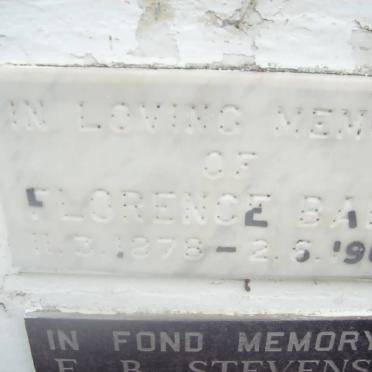 IN LOVING MEM
OF
FLORENCE BA
11.3.1878 - 2.6.19
IN FOND MEMORY
E. B. STEVENS